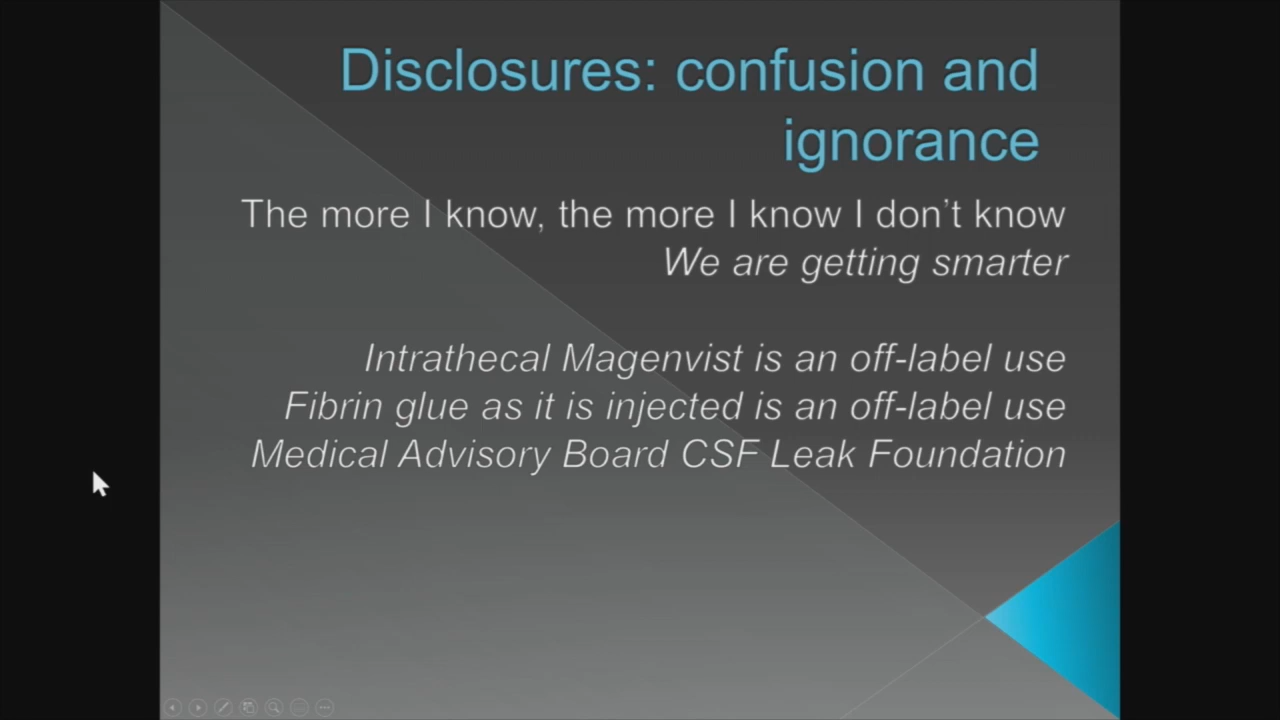 Disclosures: confusion and
ignorance
The more I know, the more I know I don’t know
We are getting smarter
Intrathecal Magenvist is an off-label use
Fibrin glue as it is injected is an off-label use
Medical Advisory Board CSF Leak Foundation